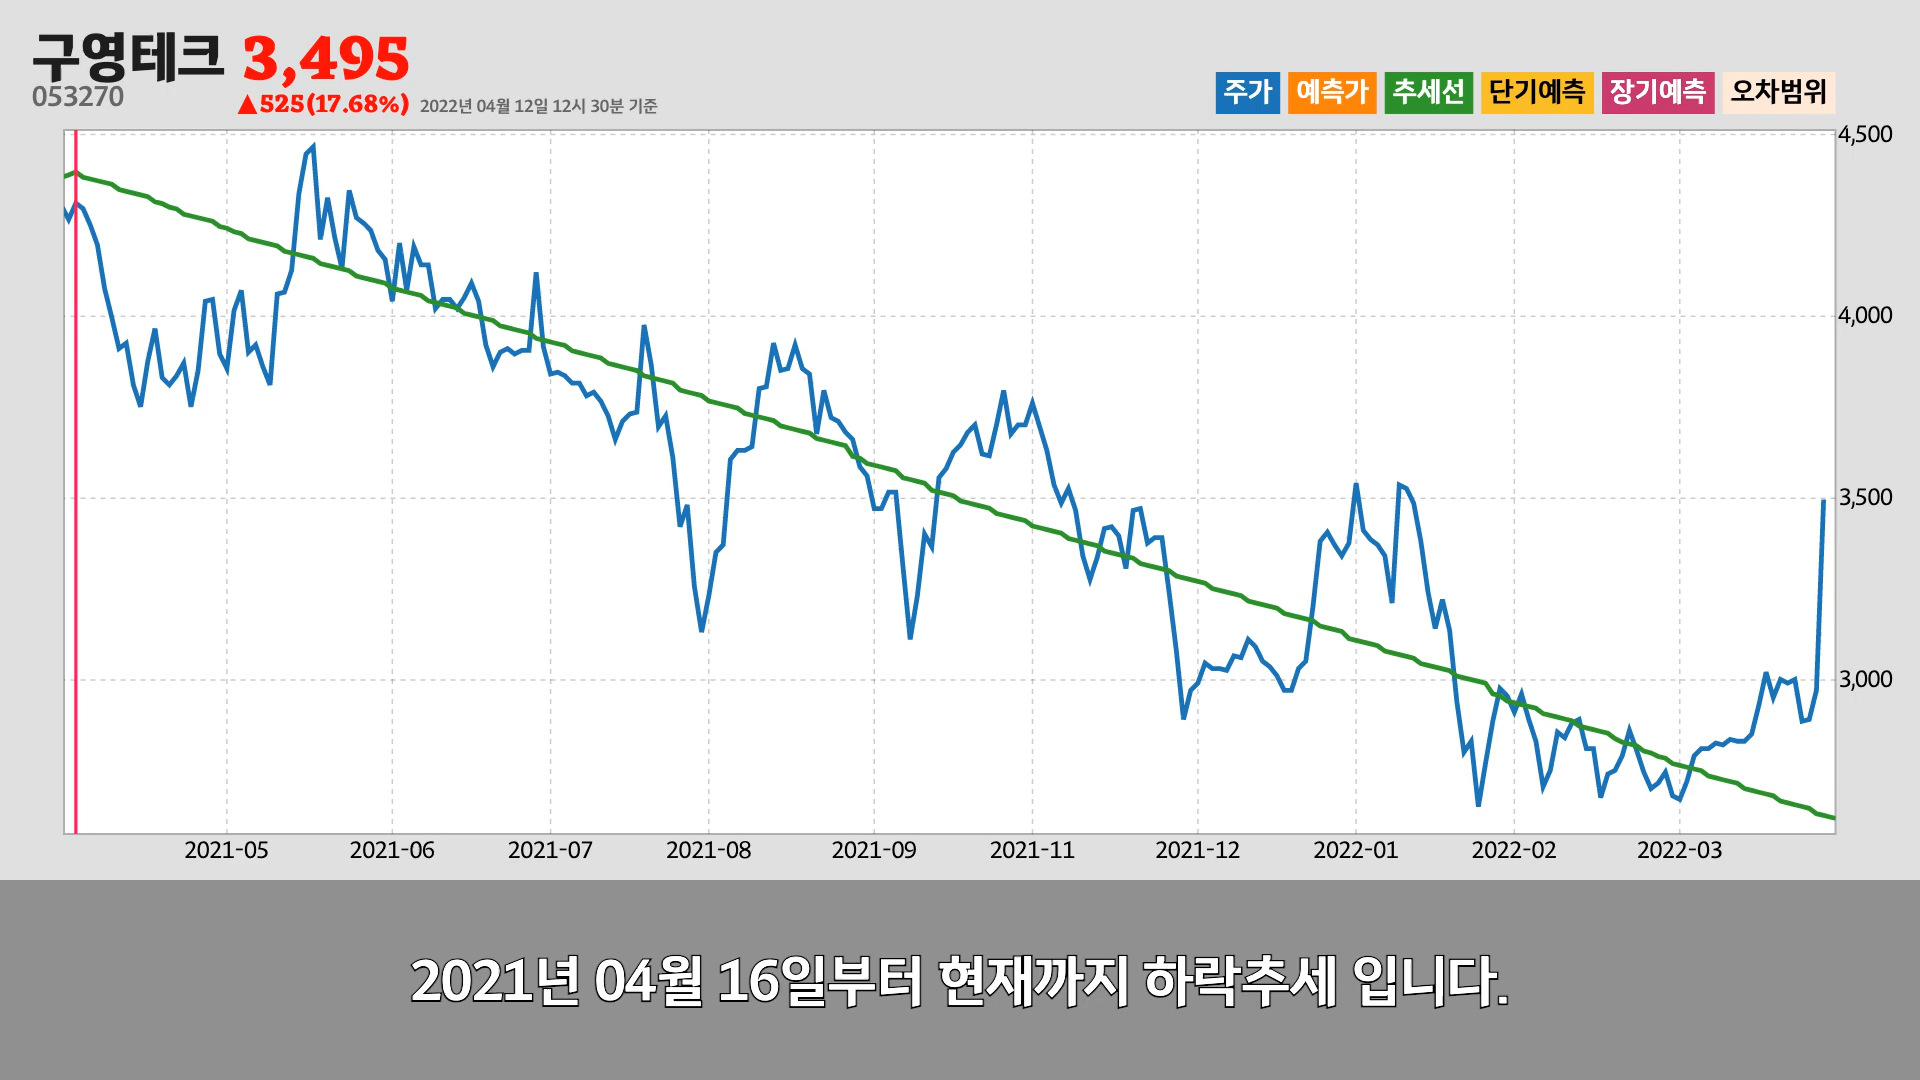 구영테크 3,495
053270
▲525(17.68%) 2022년 04월 12일 12시 30분 기준
주가 예측가 추세선 단기예측 장기예측 오차범위
4,500
4,000
3,500
3,000
2021-05 2021-06 2021-07 2021-08 2021-09 2021-11 2021-12 2022-01 2022-02 2022-03
2021년 04월 16일부터 현재까지 하락추세 입니다.